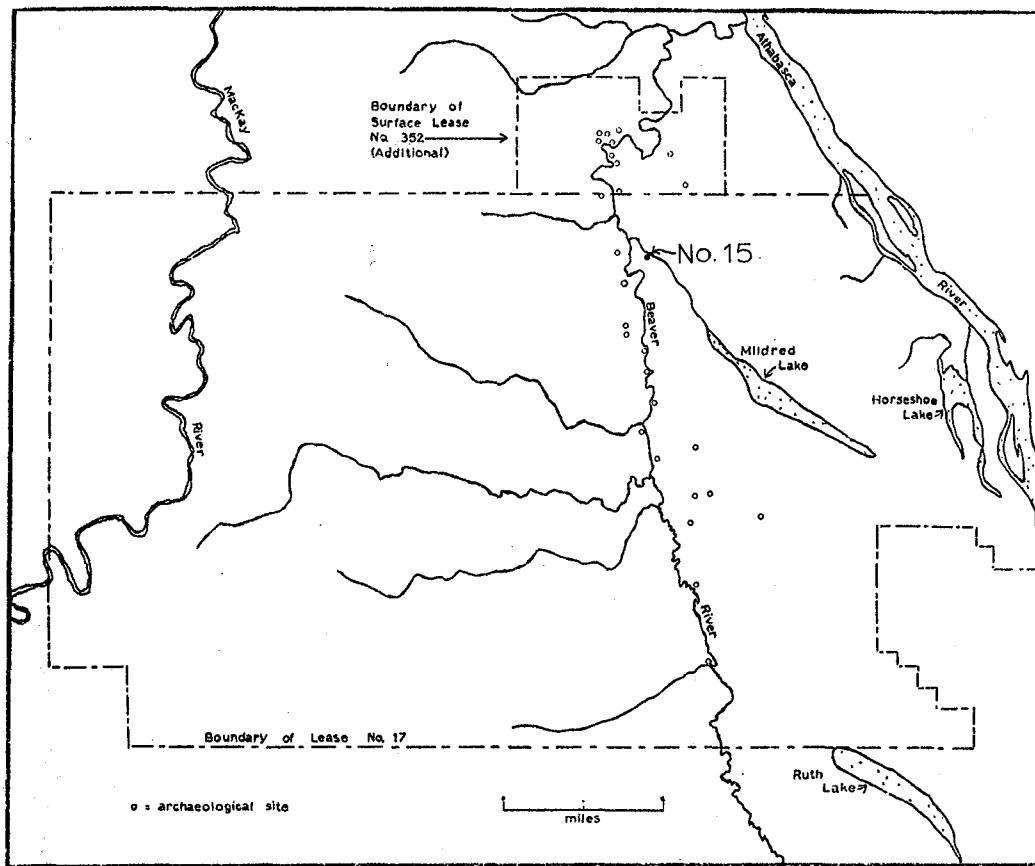 Athabasca
River
MacKay
River
Boundary of
Surface Lease
No. 352
(Additional)
No. 15
Beaver
River
Mildred
Lake
Horseshoe
Lake
Boundary of Lease No. 17
Ruth
Lake
o = archaeological site
miles